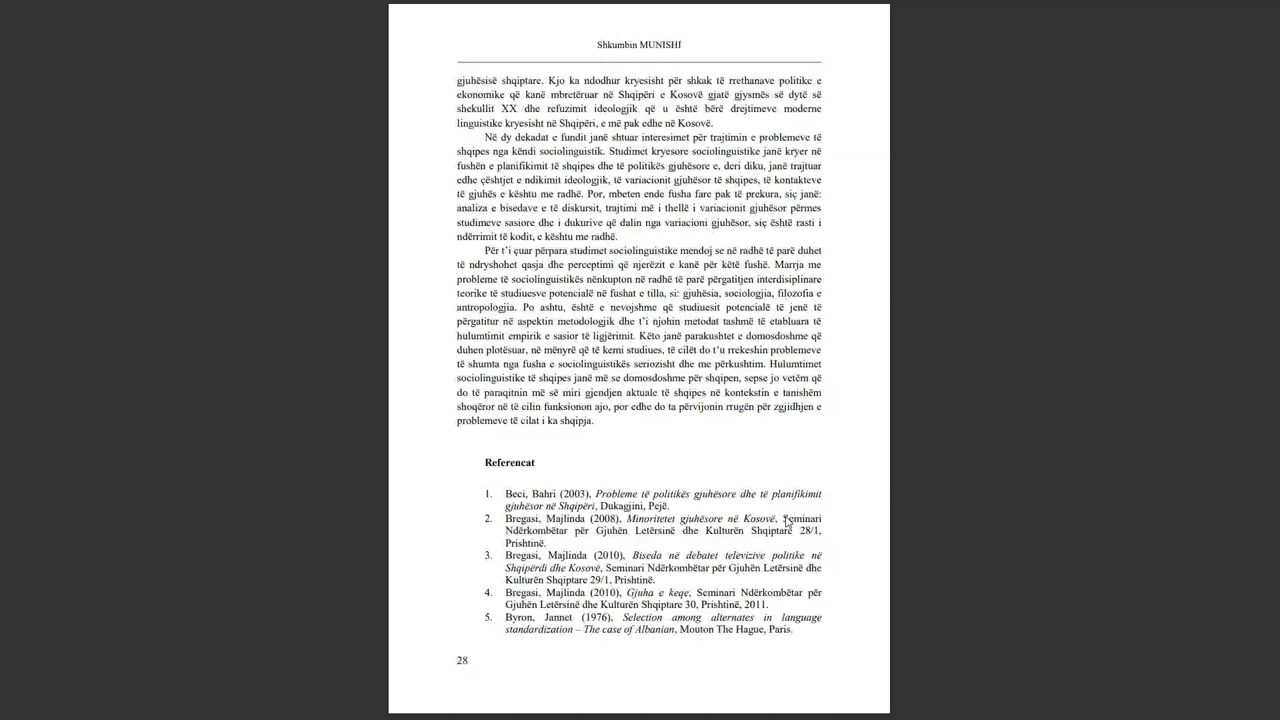 Shkumbin MUNISHI
gjuhësisë shqiptare. Kjo ka ndodhur kryesisht për shkak të rrethanave politike e
ekonomike që kanë mbretëruar në Shqipëri e Kosovë gjatë gjysmës së dytë së
shekullit XX dhe refuzimit ideologjik që u është bërë drejtimeve moderne
linguistike kryesisht në Shqipëri, e më pak edhe në Kosovë.
Në dy dekadat e fundit janë shtuar interesimet për trajtimin e problemeve të
shqipes nga këndi sociolinguistik. Studimet kryesore sociolinguistike janë kryer në
fushën e planifikimit të shqipes dhe të politikës gjuhësore e, deri diku, janë trajtuar
edhe çështjet e ndikimit ideologjik, të variacionit gjuhësor të shqipes, të kontakteve
të gjuhës e kështu me radhë. Por, mbeten ende fusha fare pak të prekura, siç janë:
analiza e bisedave e të diskursit, trajtimi më i thellë i variacionit gjuhësor përmes
studimeve sasiore dhe i dukurive që dalin nga variacioni gjuhësor, siç është rasti i
ndërrimit të kodit, e kështu me radhë.
Për t’i çuar përpara studimet sociolinguistike mendoj se në radhë të parë duhet
të ndryshohet qasja dhe perceptimi që njerëzit e kanë për këtë fushë. Marrja me
probleme të sociolinguistikës nënkupton në radhë të parë përgatitjen interdisiplinare
teorike të studiuesve potencialë në fushat e tilla, si: gjuhësia, sociologjia, filozofia e
antropologjia. Po ashtu, është e nevojshme që studiuesit potencialë të jenë të
përgatitur në aspektin metodologjik dhe t’i njohin metodat tashmë të etabluara të
hulumtimit empirik e sasior të ligjërimit. Këto janë parakushtet e domosdoshme që
duhen plotësuar, në mënyrë që të kemi studiues, të cilët do t’u rrekeshin problemeve
të shumta nga fusha e sociolinguistikës seriozisht dhe me përkushtim. Hulumtimet
sociolinguistike të shqipes janë më se domosdoshme për shqipen, sepse jo vetëm që
do të paraqitnin më së miri gjendjen aktuale të shqipes në kontekstin e tanishëm
shoqëror në të cilin funksionon ajo, por edhe do ta përvijonin rrugën për zgjidhjen e
problemeve të cilat i ka shqipja.
Referencat
1. Beci, Bahri (2003), Probleme të politikës gjuhësore dhe të planifikimit
gjuhësor në Shqipëri, Dukagjini, Pejë.
2. Bregasi, Majlinda (2008), Minoritetet gjuhësore në Kosovë, Seminari
Ndërkombëtar për Gjuhën Letërsinë dhe Kulturën Shqiptare 28/1,
Prishtinë.
3. Bregasi, Majlinda (2010), Biseda në debatet televizive politike në
Shqipërdi dhe Kosovë, Seminari Ndërkombëtar për Gjuhën Letërsinë dhe
Kulturën Shqiptare 29/1, Prishtinë.
4. Bregasi, Majlinda (2010), Gjuha e keqe, Seminari Ndërkombëtar për
Gjuhën Letërsinë dhe Kulturën Shqiptare 30, Prishtinë, 2011.
5. Byron, Jannet (1976), Selection among alternates in language
standardization – The case of Albanian, Mouton The Hague, Paris.
28